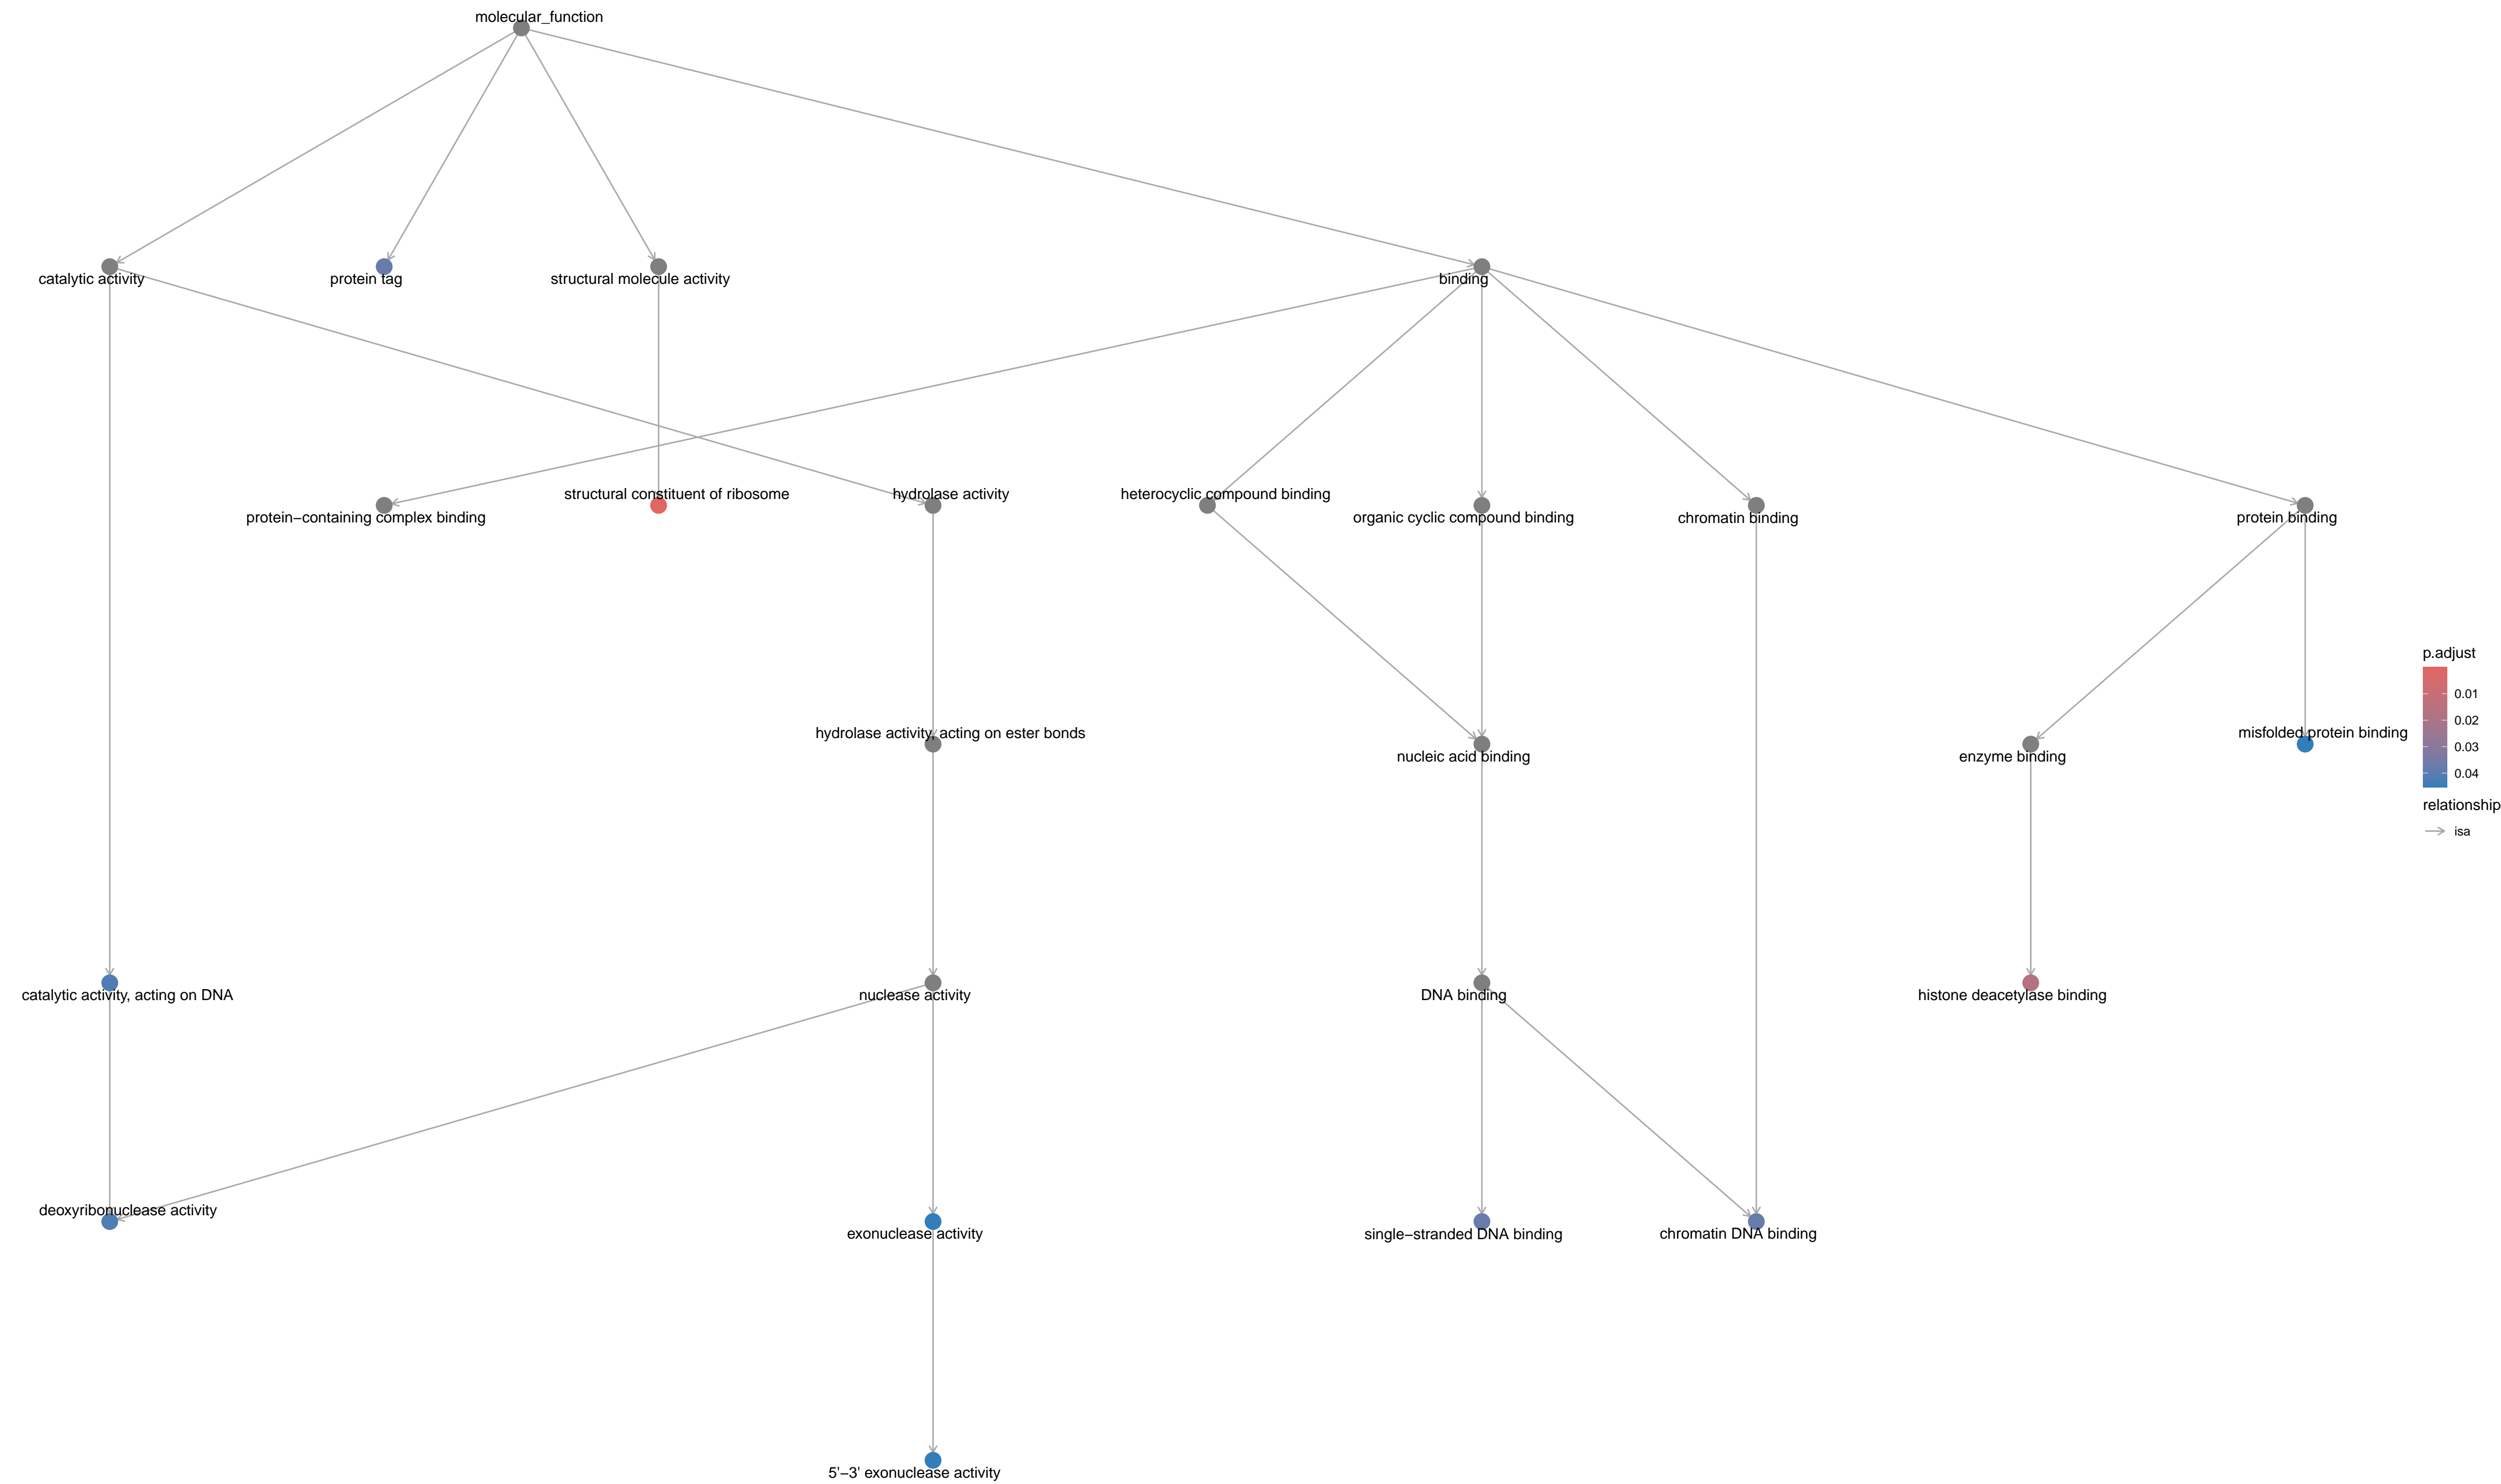 molecular_function
catalytic activity
protein tag
structural molecule activity
binding
structural constituent of ribosome
hydrolase activity
heterocyclic compound binding
protein−containing complex binding
organic cyclic compound binding
chromatin binding
protein binding
p.adjust
0.01
0.02
0.03
0.04
relationship
isa
hydrolase activity, acting on ester bonds
misfolded protein binding
nucleic acid binding
enzyme binding
catalytic activity, acting on DNA
nuclease activity
DNA binding
histone deacetylase binding
deoxyribonuclease activity
exonuclease activity
single−stranded DNA binding
chromatin DNA binding
5'−3' exonuclease activity